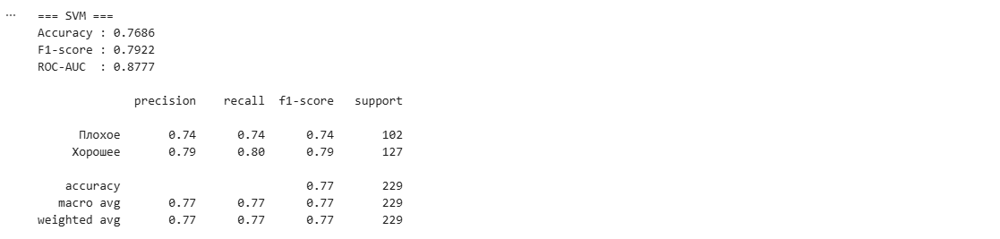 ...
=== SVM ===
Accuracy : 0.7686
F1-score : 0.7922
ROC-AUC  : 0.8777
precision    recall  f1-score   support
Плохое       0.74      0.74      0.74       102
Хорошее       0.79      0.80      0.79       127
accuracy                           0.77       229
macro avg       0.77      0.77      0.77       229
weighted avg       0.77      0.77      0.77       229